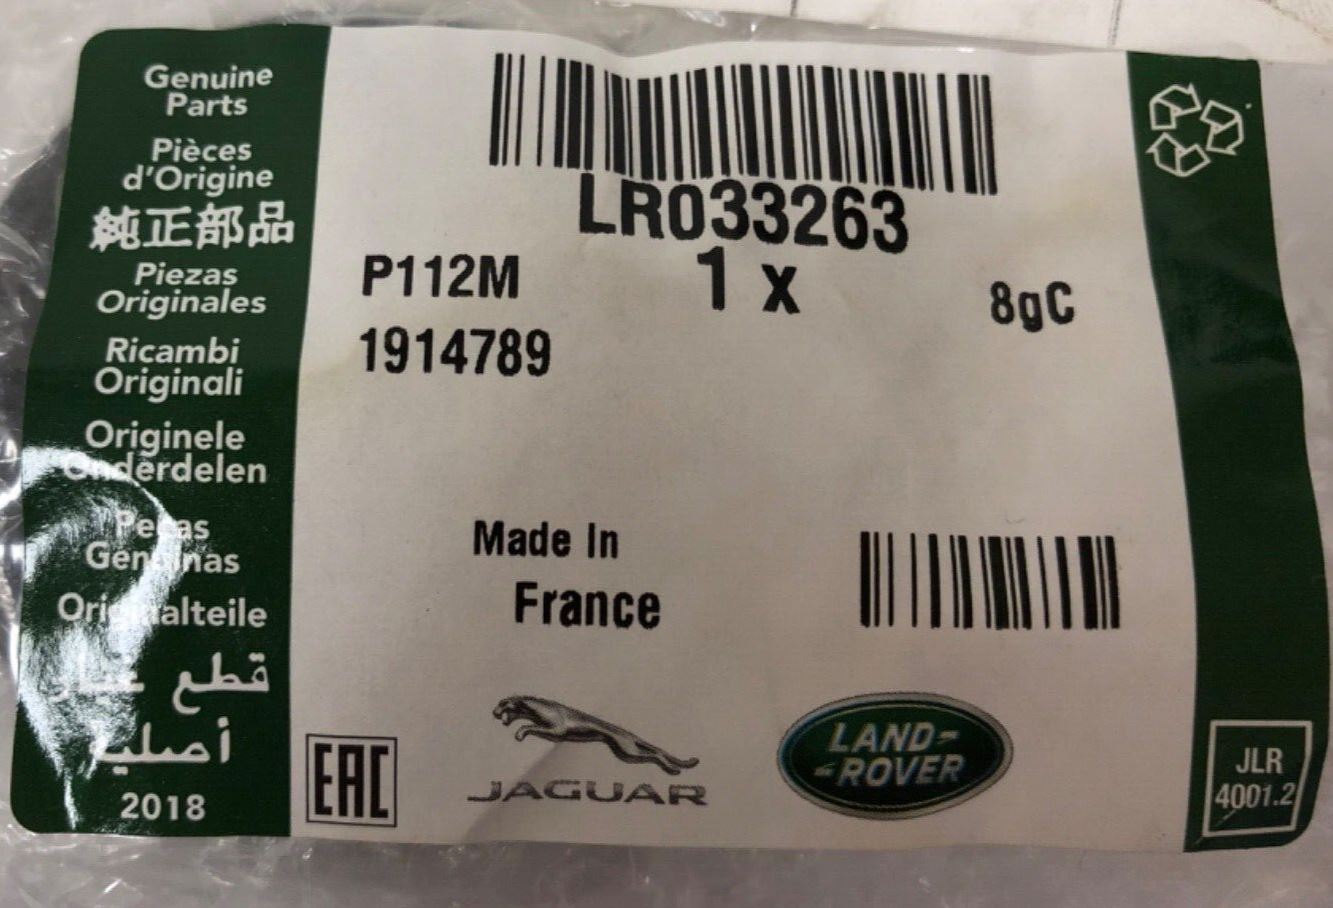 Genuine
Parts
Pièces
d'Origine
純正部品
Piezas
Originales
Ricambi
Originali
Originele
Onderdelen
Peças
Genuinas
Originalteile
قطع غيار
أصلية
2018
LR033263
P112M
1 x
8gC
1914789
Made In
France
EAC
JAGUAR
LAND-
-ROVER
JLR
4001.2